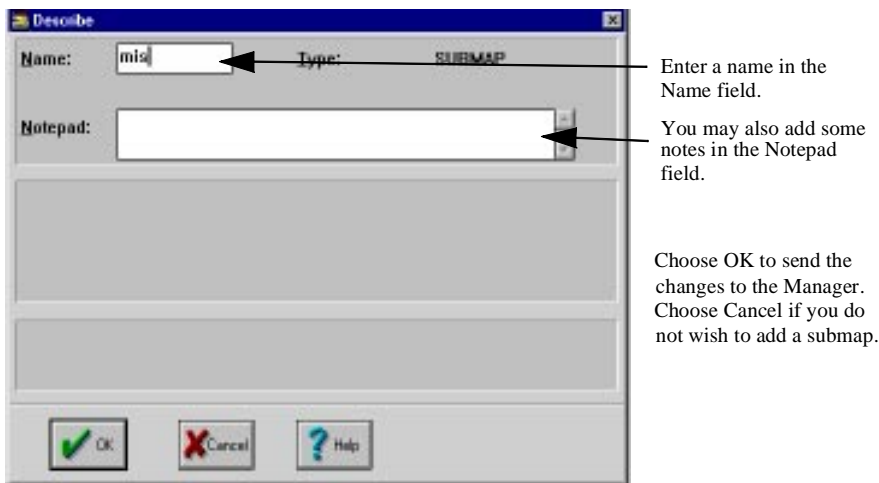 Describe
Name: mis Type: SUBMAP
Enter a name in the
Name field.
Notepad:
You may also add some
notes in the Notepad
field.
Choose OK to send the
changes to the Manager.
Choose Cancel if you do
not wish to add a submap.
OK Cancel Help